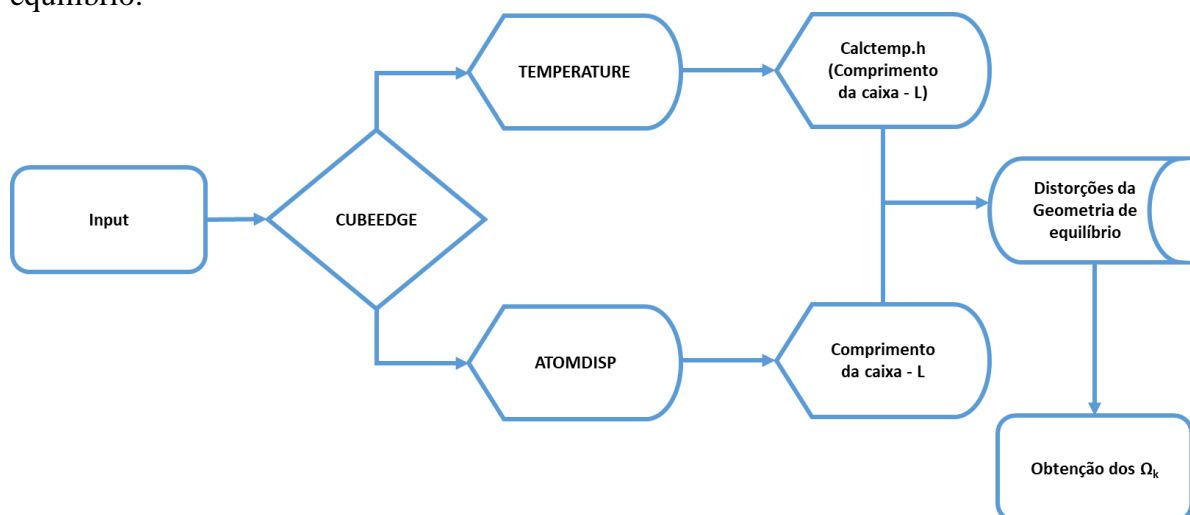 equilíbrio.
TEMPERATURE
Calctemp.h
(Comprimento
da caixa - L)
Input
CUBEEDGE
Distorções da
Geometria de
equilíbrio
ATOMDISP
Comprimento
da caixa - L
Obtenção dos Ωₖ